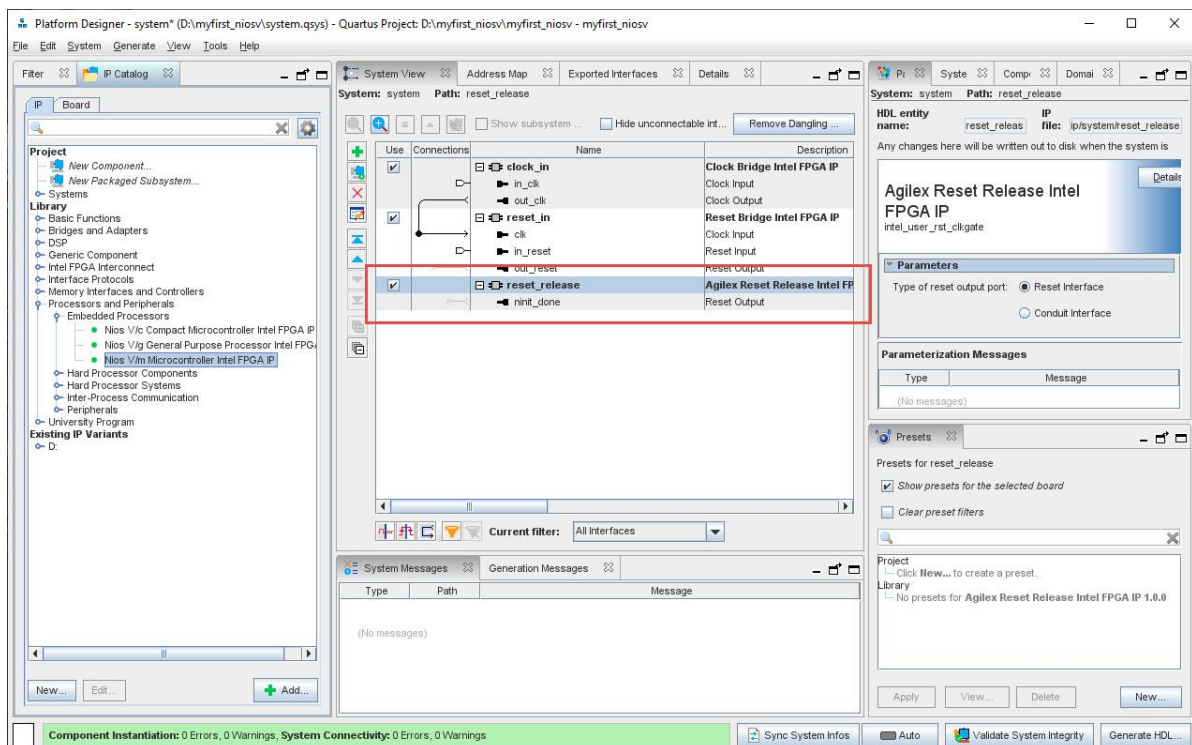 Platform Designer - system* (D:\myfirst_niosv\system.qsys) - Quartus Project: D:\myfirst_niosv\myfirst_niosv - myfirst_niosv
File Edit System Generate View Tools Help
Filter IP Catalog
IP Board
Project
New Component...
New Packaged Subsystem...
Systems
Library
Basic Functions
Bridges and Adapters
DSP
Generic Component
Intel FPGA Interconnect
Interface Protocols
Memory Interfaces and Controllers
Processors and Peripherals
Embedded Processors
Nios V/c Compact Microcontroller Intel FPGA IP
Nios V/g General Purpose Processor Intel FPG
Nios V/m Microcontroller Intel FPGA IP
Hard Processor Components
Hard Processor Systems
Inter-Process Communication
Peripherals
University Program
Existing IP Variants
D:
New... Edit... Add...
System View Address Map Exported Interfaces Details
System: system Path: reset_release
Show subsystem ... Hide unconnectable int... Remove Dangling ...
Use Connections Name Description
clock_in Clock Bridge Intel FPGA IP
in_clk Clock Input
out_clk Clock Output
reset_in Reset Bridge Intel FPGA IP
clk Clock Input
in_reset Reset Input
out_reset Reset Output
reset_release Agilex Reset Release Intel FP
ninit_done Reset Output
Current filter: All Interfaces
System Messages Generation Messages
Type Path Message
(No messages)
Pa Syste Comp Domai
System: system Path: reset_release
HDL entity name: reset_releas IP file: ip/system/reset_release
Any changes here will be written out to disk when the system is
Details
Agilex Reset Release Intel
FPGA IP
intel_user_rst_clkgate
Parameters
Type of reset output port: Reset Interface
Conduit Interface
Parameterization Messages
Type Message
(No messages)
Presets
Presets for reset_release
Show presets for the selected board
Clear preset filters
Project
Click New... to create a preset.
Library
No presets for Agilex Reset Release Intel FPGA IP 1.0.0
Apply View... Delete New...
Component Instantiation: 0 Errors, 0 Warnings, System Connectivity: 0 Errors, 0 Warnings
Sync System Infos Auto Validate System Integrity Generate HDL...